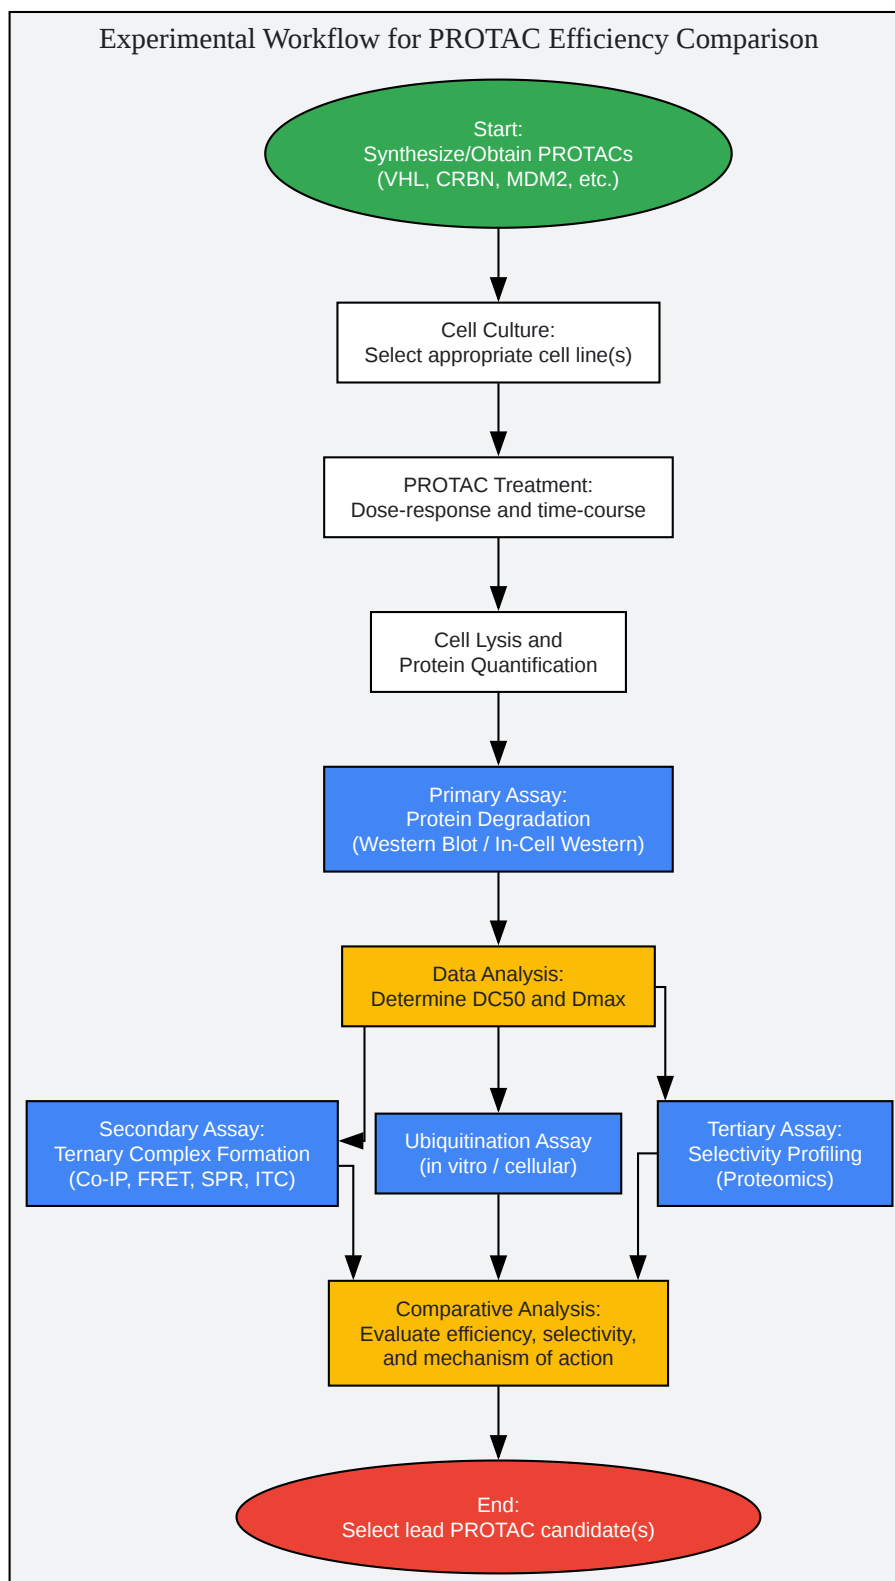 Experimental Workflow for PROTAC Efficiency Comparison
Start:
Synthesize/Obtain PROTACs
(VHL, CRBN, MDM2, etc.)
Cell Culture:
Select appropriate cell line(s)
PROTAC Treatment:
Dose-response and time-course
Cell Lysis and
Protein Quantification
Primary Assay:
Protein Degradation
(Western Blot / In-Cell Western)
Data Analysis:
Determine DC50 and Dmax
Secondary Assay:
Ternary Complex Formation
(Co-IP, FRET, SPR, ITC)
Ubiquitination Assay
(in vitro / cellular)
Tertiary Assay:
Selectivity Profiling
(Proteomics)
Comparative Analysis:
Evaluate efficiency, selectivity,
and mechanism of action
End:
Select lead PROTAC candidate(s)